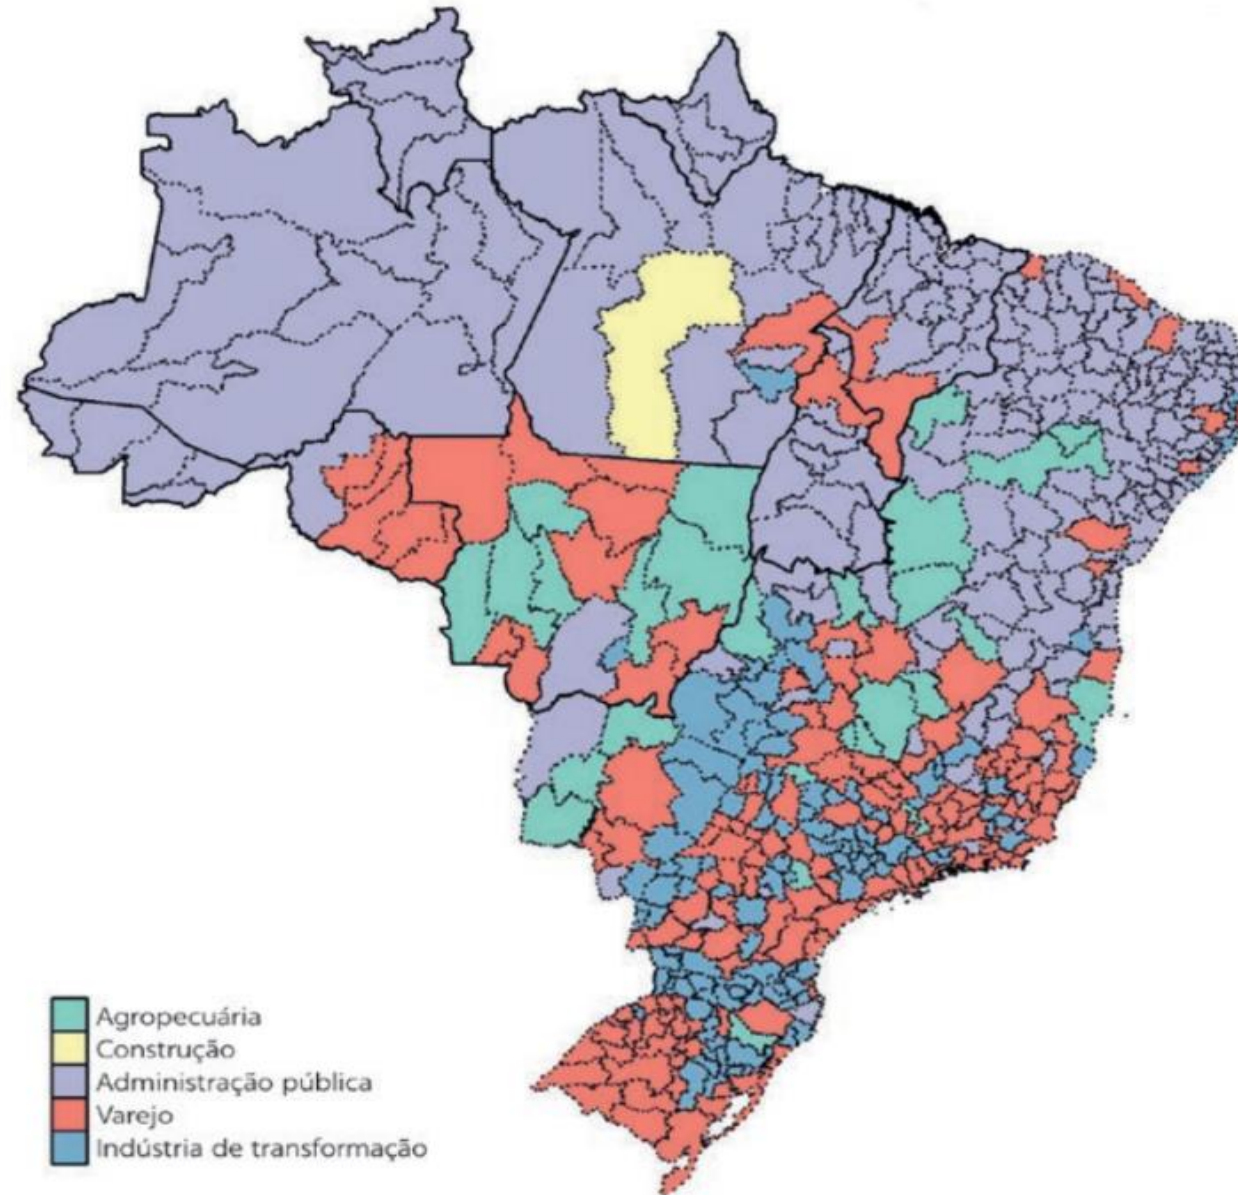 Agropecuária
Construção
Administração pública
Varejo
Indústria de transformação